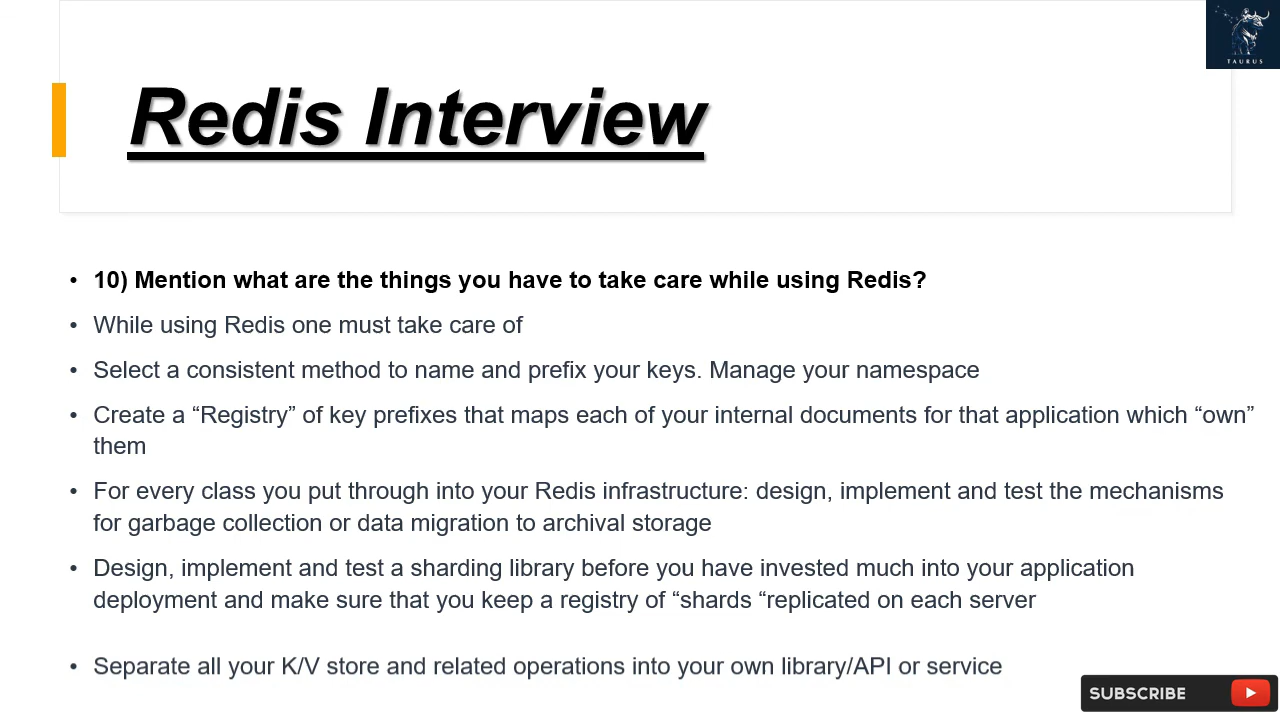 TAURUS
Redis Interview
• 10) Mention what are the things you have to take care while using Redis?
• While using Redis one must take care of
• Select a consistent method to name and prefix your keys. Manage your namespace
• Create a “Registry” of key prefixes that maps each of your internal documents for that application which “own”
them
• For every class you put through into your Redis infrastructure: design, implement and test the mechanisms
for garbage collection or data migration to archival storage
• Design, implement and test a sharding library before you have invested much into your application
deployment and make sure that you keep a registry of “shards “replicated on each server
• Separate all your K/V store and related operations into your own library/API or service
SUBSCRIBE